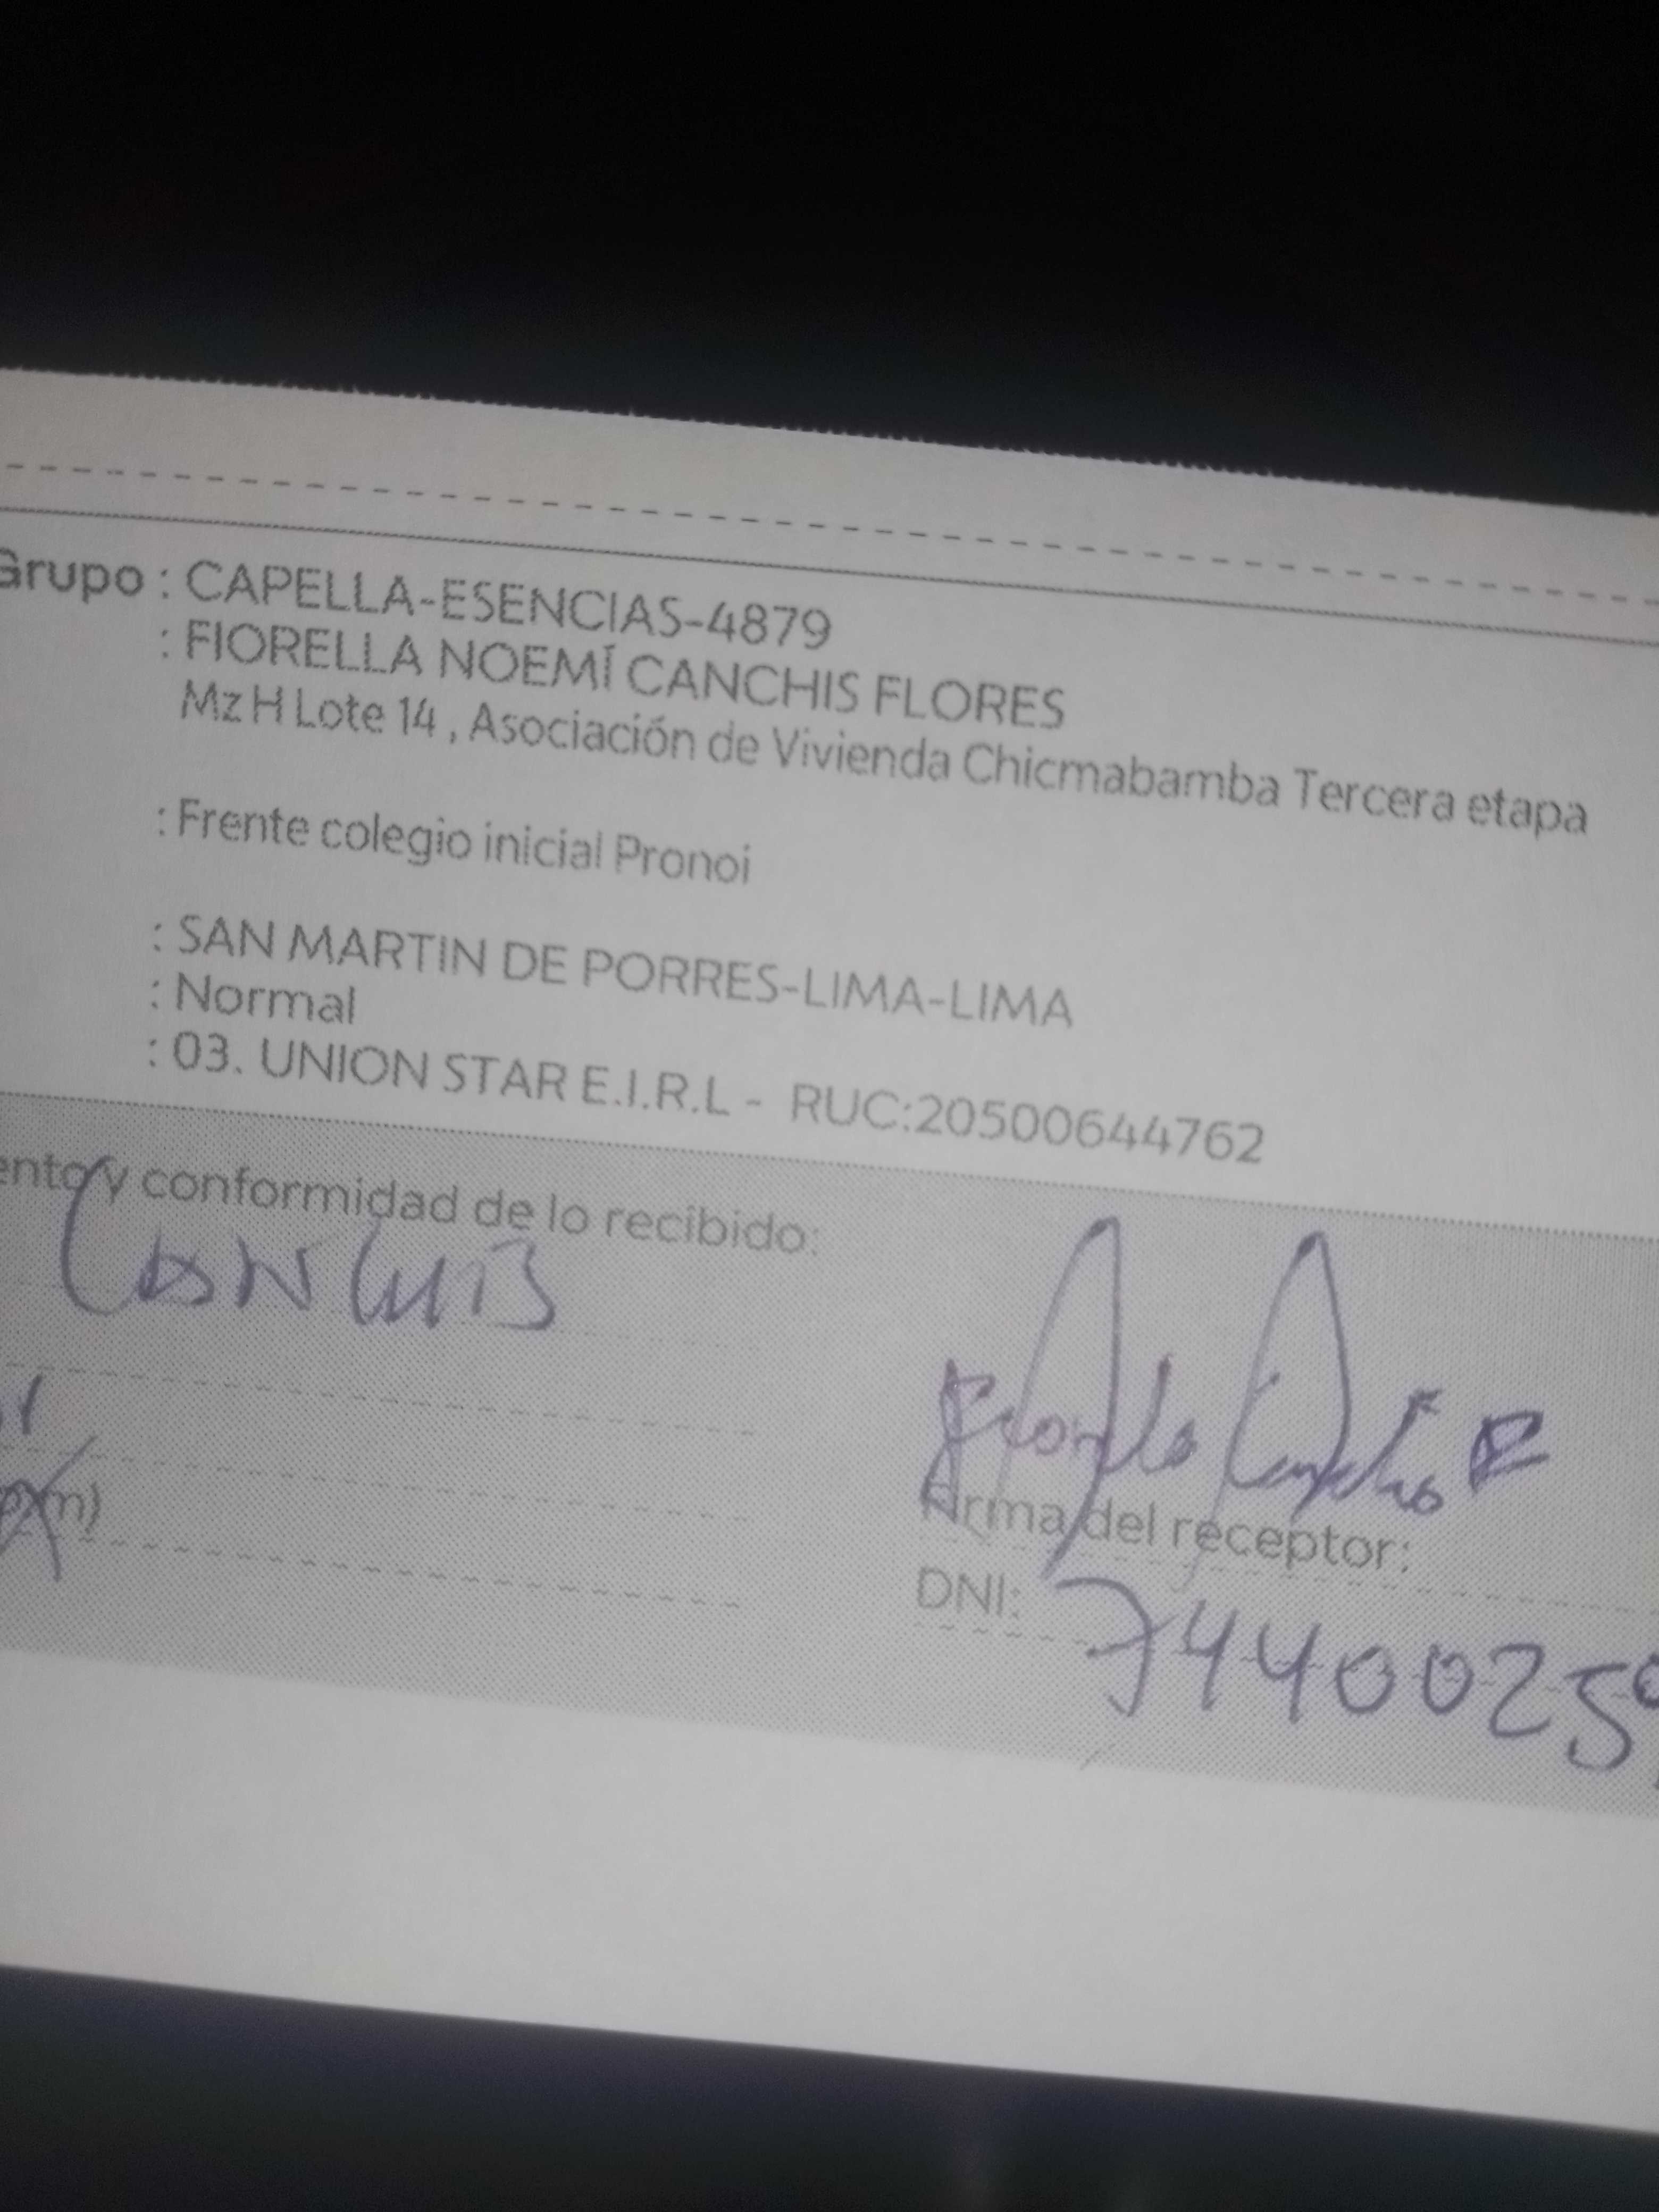 Grupo : CAPELLA-ESENCIAS-4879
: FIORELLA NOEMÍ CANCHIS FLORES
Mz H Lote 14 , Asociación de Vivienda Chicmabamba Tercera etapa
: Frente colegio inicial Pronoi
: SAN MARTIN DE PORRES-LIMA-LIMA
: Normal
: 03. UNION STAR E.I.R.L - RUC:20500644762
y conformidad de lo recibido:
Firma del receptor:
DNI: 7440025